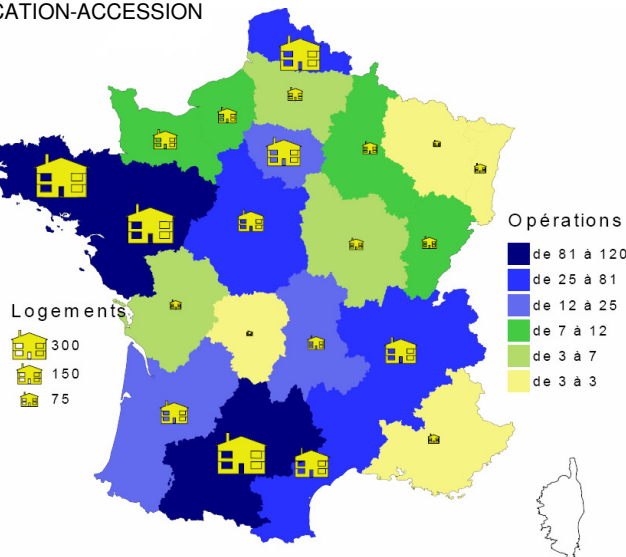 CATION-ACCESSION
Opérations
de 81 à 120
de 25 à 81
de 12 à 25
de 7 à 12
de 3 à 7
de 3 à 3
Logements
300
150
75